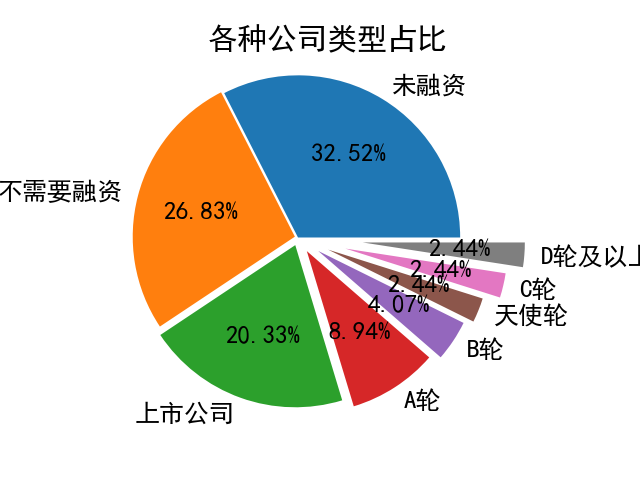 各种公司类型占比
未融资
32.52%
不需要融资
26.83%
上市公司
20.33%
A轮
8.94%
B轮
4.07%
天使轮
2.44%
C轮
2.44%
D轮及以上
2.44%